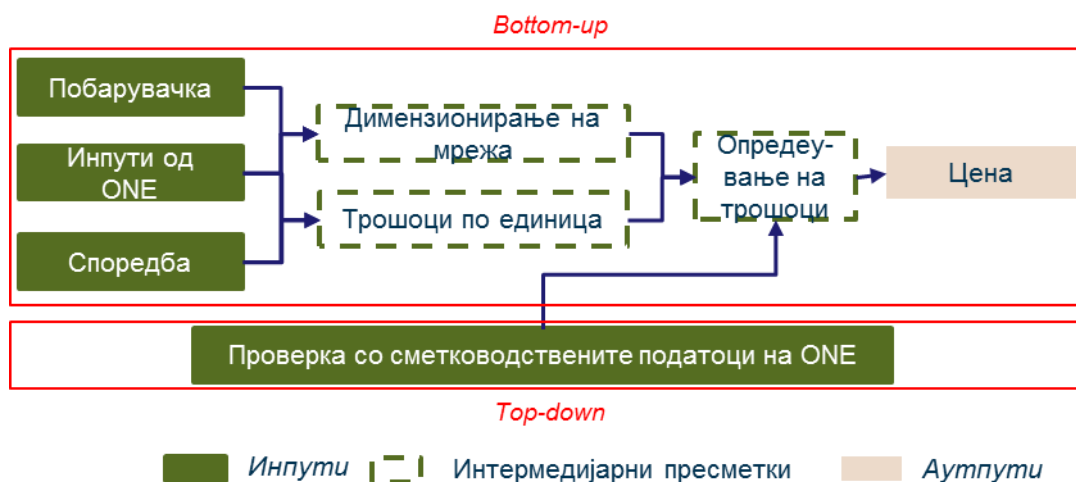 Bottom-up
Побарувачка
Инпути од
ONE
Споредба
Димензионирање на
мрежа
Трошоци по единица
Опредеу-
вање на
трошоци
Цена
Проверка со сметководствените податоци на ONE
Top-down
Инпути
Интермедијарни пресметки
Аутпути